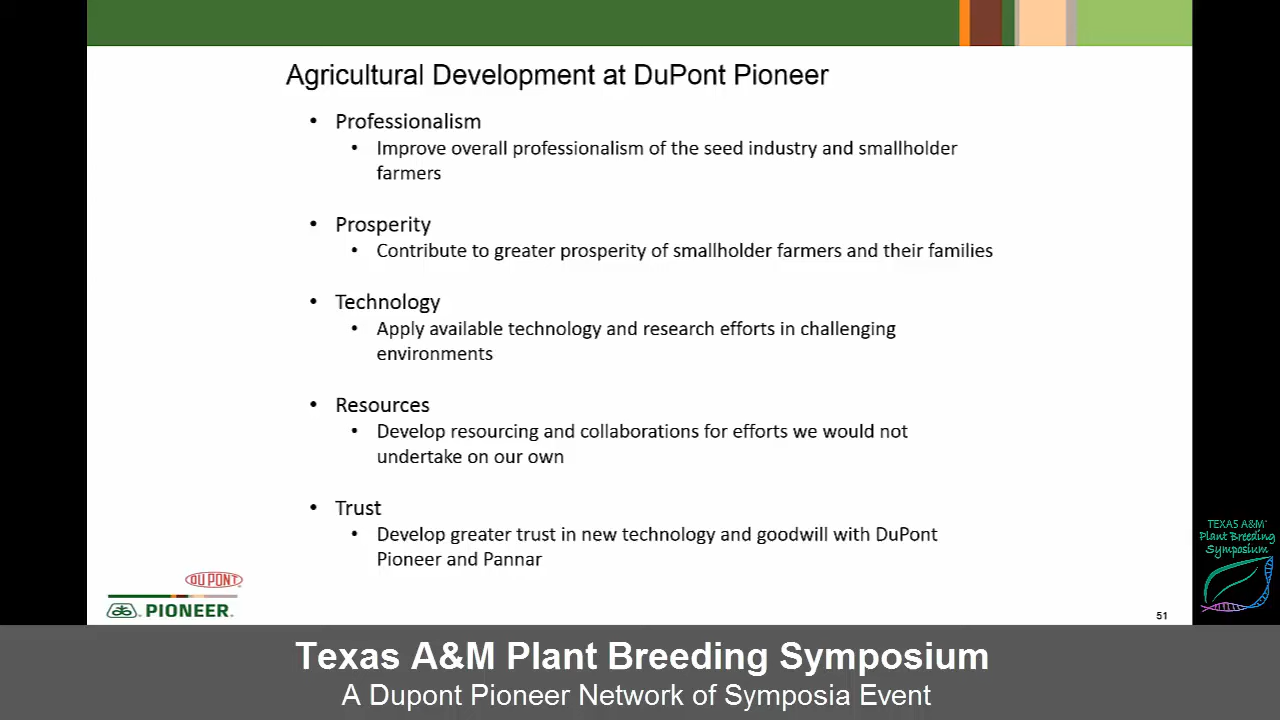 Agricultural Development at DuPont Pioneer
• Professionalism
• Improve overall professionalism of the seed industry and smallholder
farmers
• Prosperity
• Contribute to greater prosperity of smallholder farmers and their families
• Technology
• Apply available technology and research efforts in challenging
environments
• Resources
• Develop resourcing and collaborations for efforts we would not
undertake on our own
• Trust
• Develop greater trust in new technology and goodwill with DuPont
Pioneer and Pannar
DU PONT
PIONEER.
51
TEXAS A&M
Plant Breeding
Symposium
Texas A&M Plant Breeding Symposium
A Dupont Pioneer Network of Symposia Event